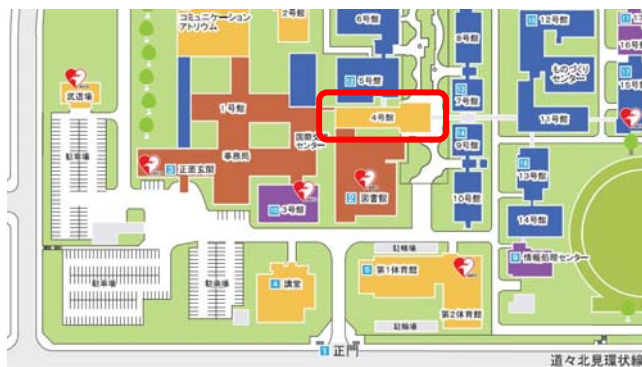 コミュニケーション
アトリウム
2号館
6号館
8号館
12号館
ものづくり
センター
武道場
1号館
5号館
7号館
4号館
11号館
15号館
国際交流
センター
事務局
9号館
駐車場
3 正面玄関
10 3号館
2 図書館
13号館
10号館
14号館
9 情報処理センター
駐輪場
駐車場
駐車場
4 講堂
第1体育館
第2体育館
駐輪場
1 正門
道々北見環状線